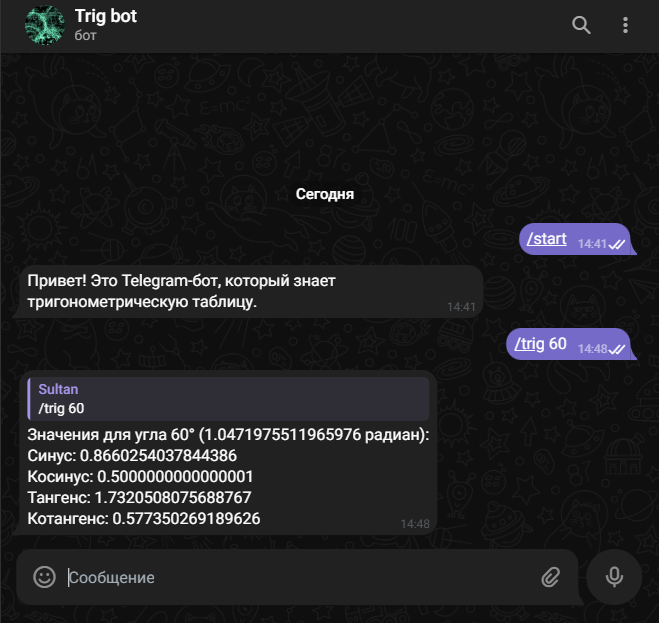 Trig bot
бот
Сегодня
/start 14:41
Привет! Это Telegram-бот, который знает
тригонометрическую таблицу.
14:41
/trig 60 14:48
Sultan
/trig 60
Значения для угла 60° (1.0471975511965976 радиан):
Синус: 0.8660254037844386
Косинус: 0.5000000000000001
Тангенс: 1.7320508075688767
Котангенс: 0.577350269189626
14:48
Сообщение